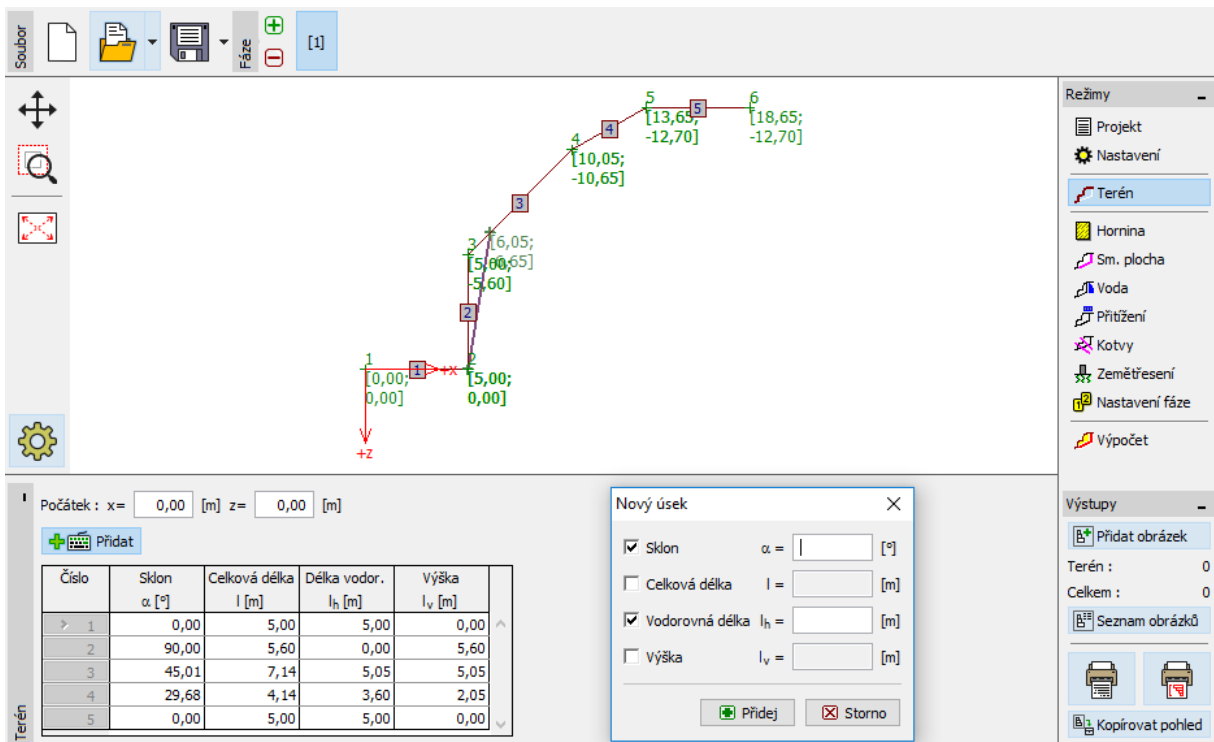 Soubor
Fáze
[1]
1
[0,00;
0,00]
1
+X
+Z
2
[5,00;
0,00]
2
3
[5,00;
-5,60]
[6,05;
-6,65]
3
4
[10,05;
-10,65]
4
5
[13,65;
-12,70]
5
6
[18,65;
-12,70]
Režimy
Projekt
Nastavení
Terén
Hornina
Sm. plocha
Voda
Přitížení
Kotvy
Zemětřesení
Nastavení fáze
Výpočet
Terén
Počátek : x= 0,00 [m] z= 0,00 [m]
Přidat
Číslo Sklon Celková délka Délka vodor. Výška
α [°] l [m] lh [m] lv [m]
> 1 0,00 5,00 5,00 0,00
2 90,00 5,60 0,00 5,60
3 45,01 7,14 5,05 5,05
4 29,68 4,14 3,60 2,05
5 0,00 5,00 5,00 0,00
Nový úsek
Sklon α = [°]
Celková délka l = [m]
Vodorovná délka lh = [m]
Výška lv = [m]
Přidej Storno
Výstupy
Přidat obrázek
Terén : 0
Celkem : 0
Seznam obrázků
Kopírovat pohled